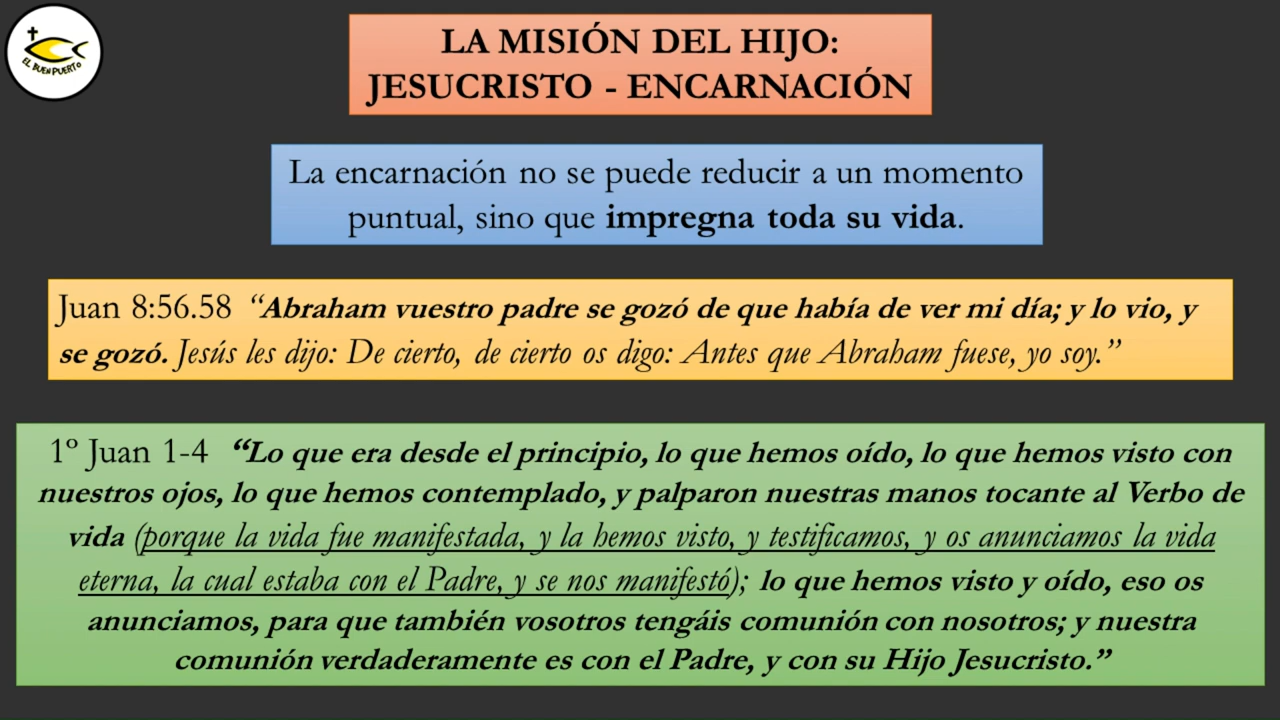 EL BUEN PUERTO
LA MISIÓN DEL HIJO:
JESUCRISTO - ENCARNACIÓN
La encarnación no se puede reducir a un momento
puntual, sino que impregna toda su vida.
Juan 8:56.58 “Abraham vuestro padre se gozó de que había de ver mi día; y lo vio, y
se gozó. Jesús les dijo: De cierto, de cierto os digo: Antes que Abraham fuese, yo soy.”
1º Juan 1-4 “Lo que era desde el principio, lo que hemos oído, lo que hemos visto con
nuestros ojos, lo que hemos contemplado, y palparon nuestras manos tocante al Verbo de
vida (porque la vida fue manifestada, y la hemos visto, y testificamos, y os anunciamos la vida
eterna, la cual estaba con el Padre, y se nos manifestó); lo que hemos visto y oído, eso os
anunciamos, para que también vosotros tengáis comunión con nosotros; y nuestra
comunión verdaderamente es con el Padre, y con su Hijo Jesucristo.”